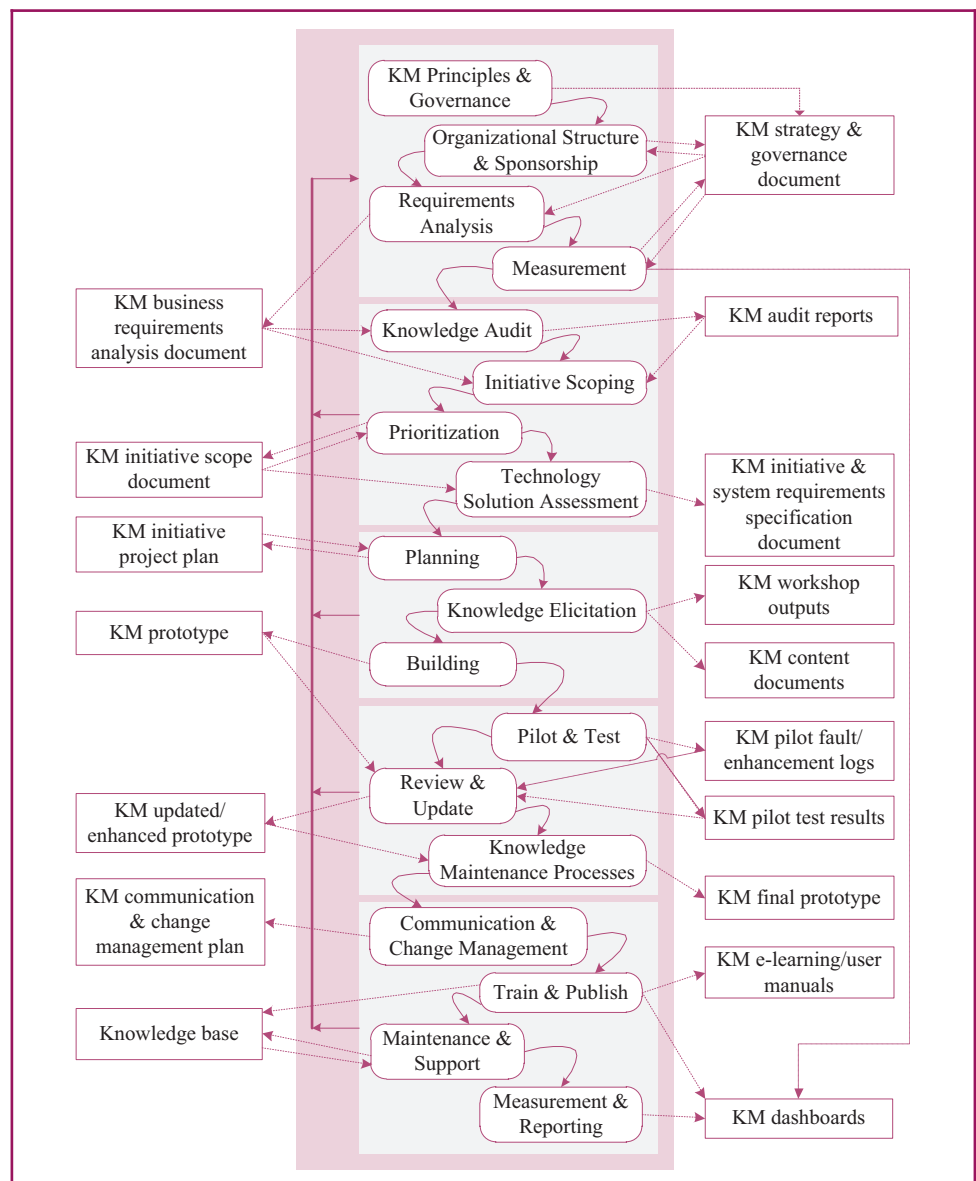 KM Principles &
Governance
Organizational Structure
& Sponsorship
KM strategy &
governance
document
Requirements
Analysis
Measurement
KM business
requirements
analysis document
Knowledge Audit
KM audit reports
Initiative Scoping
Prioritization
KM initiative scope
document
Technology
Solution Assessment
KM initiative &
system requirements
specification
document
KM initiative
project plan
Planning
Knowledge Elicitation
KM workshop
outputs
KM prototype
Building
KM content
documents
Pilot & Test
KM pilot fault/
enhancement logs
Review &
Update
KM updated/
enhanced prototype
KM pilot test results
Knowledge
Maintenance Processes
KM final prototype
KM communication
& change
management plan
Communication &
Change Management
Train & Publish
KM e-learning/user
manuals
Knowledge base
Maintenance &
Support
Measurement &
Reporting
KM dashboards